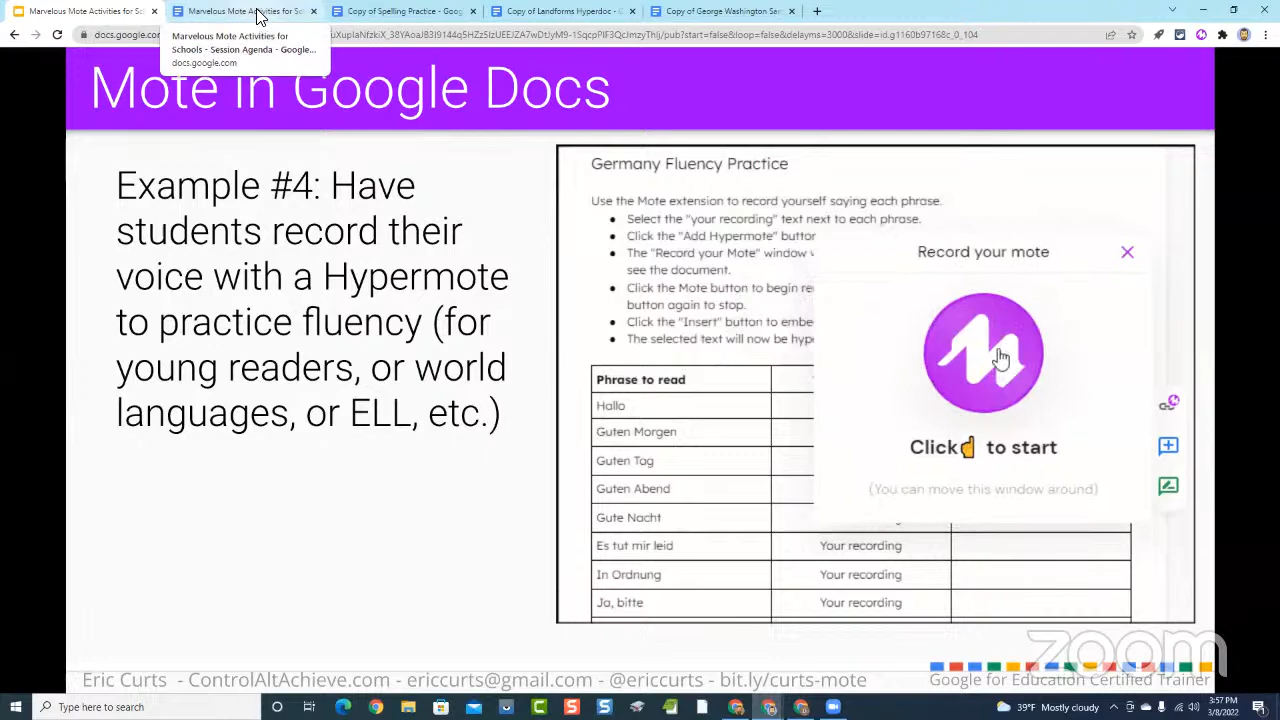 Marvelous Mote Activities for Sc
Marvelous Mote Activities for Sc
Copy of Spelling Practice - Goog
Copy of Landforms Hyperdoc - G
Copy of George Washington Sam
docs.google.com
Marvelous Mote Activities for
Schools - Session Agenda - Google...
docs.google.com
Mote in Google Docs
Example #4: Have
students record their
voice with a Hypermote
to practice fluency (for
young readers, or world
languages, or ELL, etc.)
Germany Fluency Practice
Use the Mote extension to record yourself saying each phrase.
Select the "your recording" text next to each phrase.
Click the "Add Hypermote" button
The "Record your Mote" window
see the document.
Click the Mote button to begin re
button again to stop.
Click the "Insert" button to embe
The selected text will now be hype
Record your mote
Click☝ to start
(You can move this window around)
Phrase to read
Hallo
Guten Morgen
Guten Tag
Guten Abend
Gute Nacht
Es tut mir leid Your recording
In Ordnung Your recording
Ja, bitte Your recording
zoom
Eric Curts - ControlAltAchieve.com - ericcurts@gmail.com - @ericcurts - bit.ly/curts-mote
Google for Education Certified Trainer
Type here to search
39°F Mostly cloudy
3:57 PM
3/8/2022